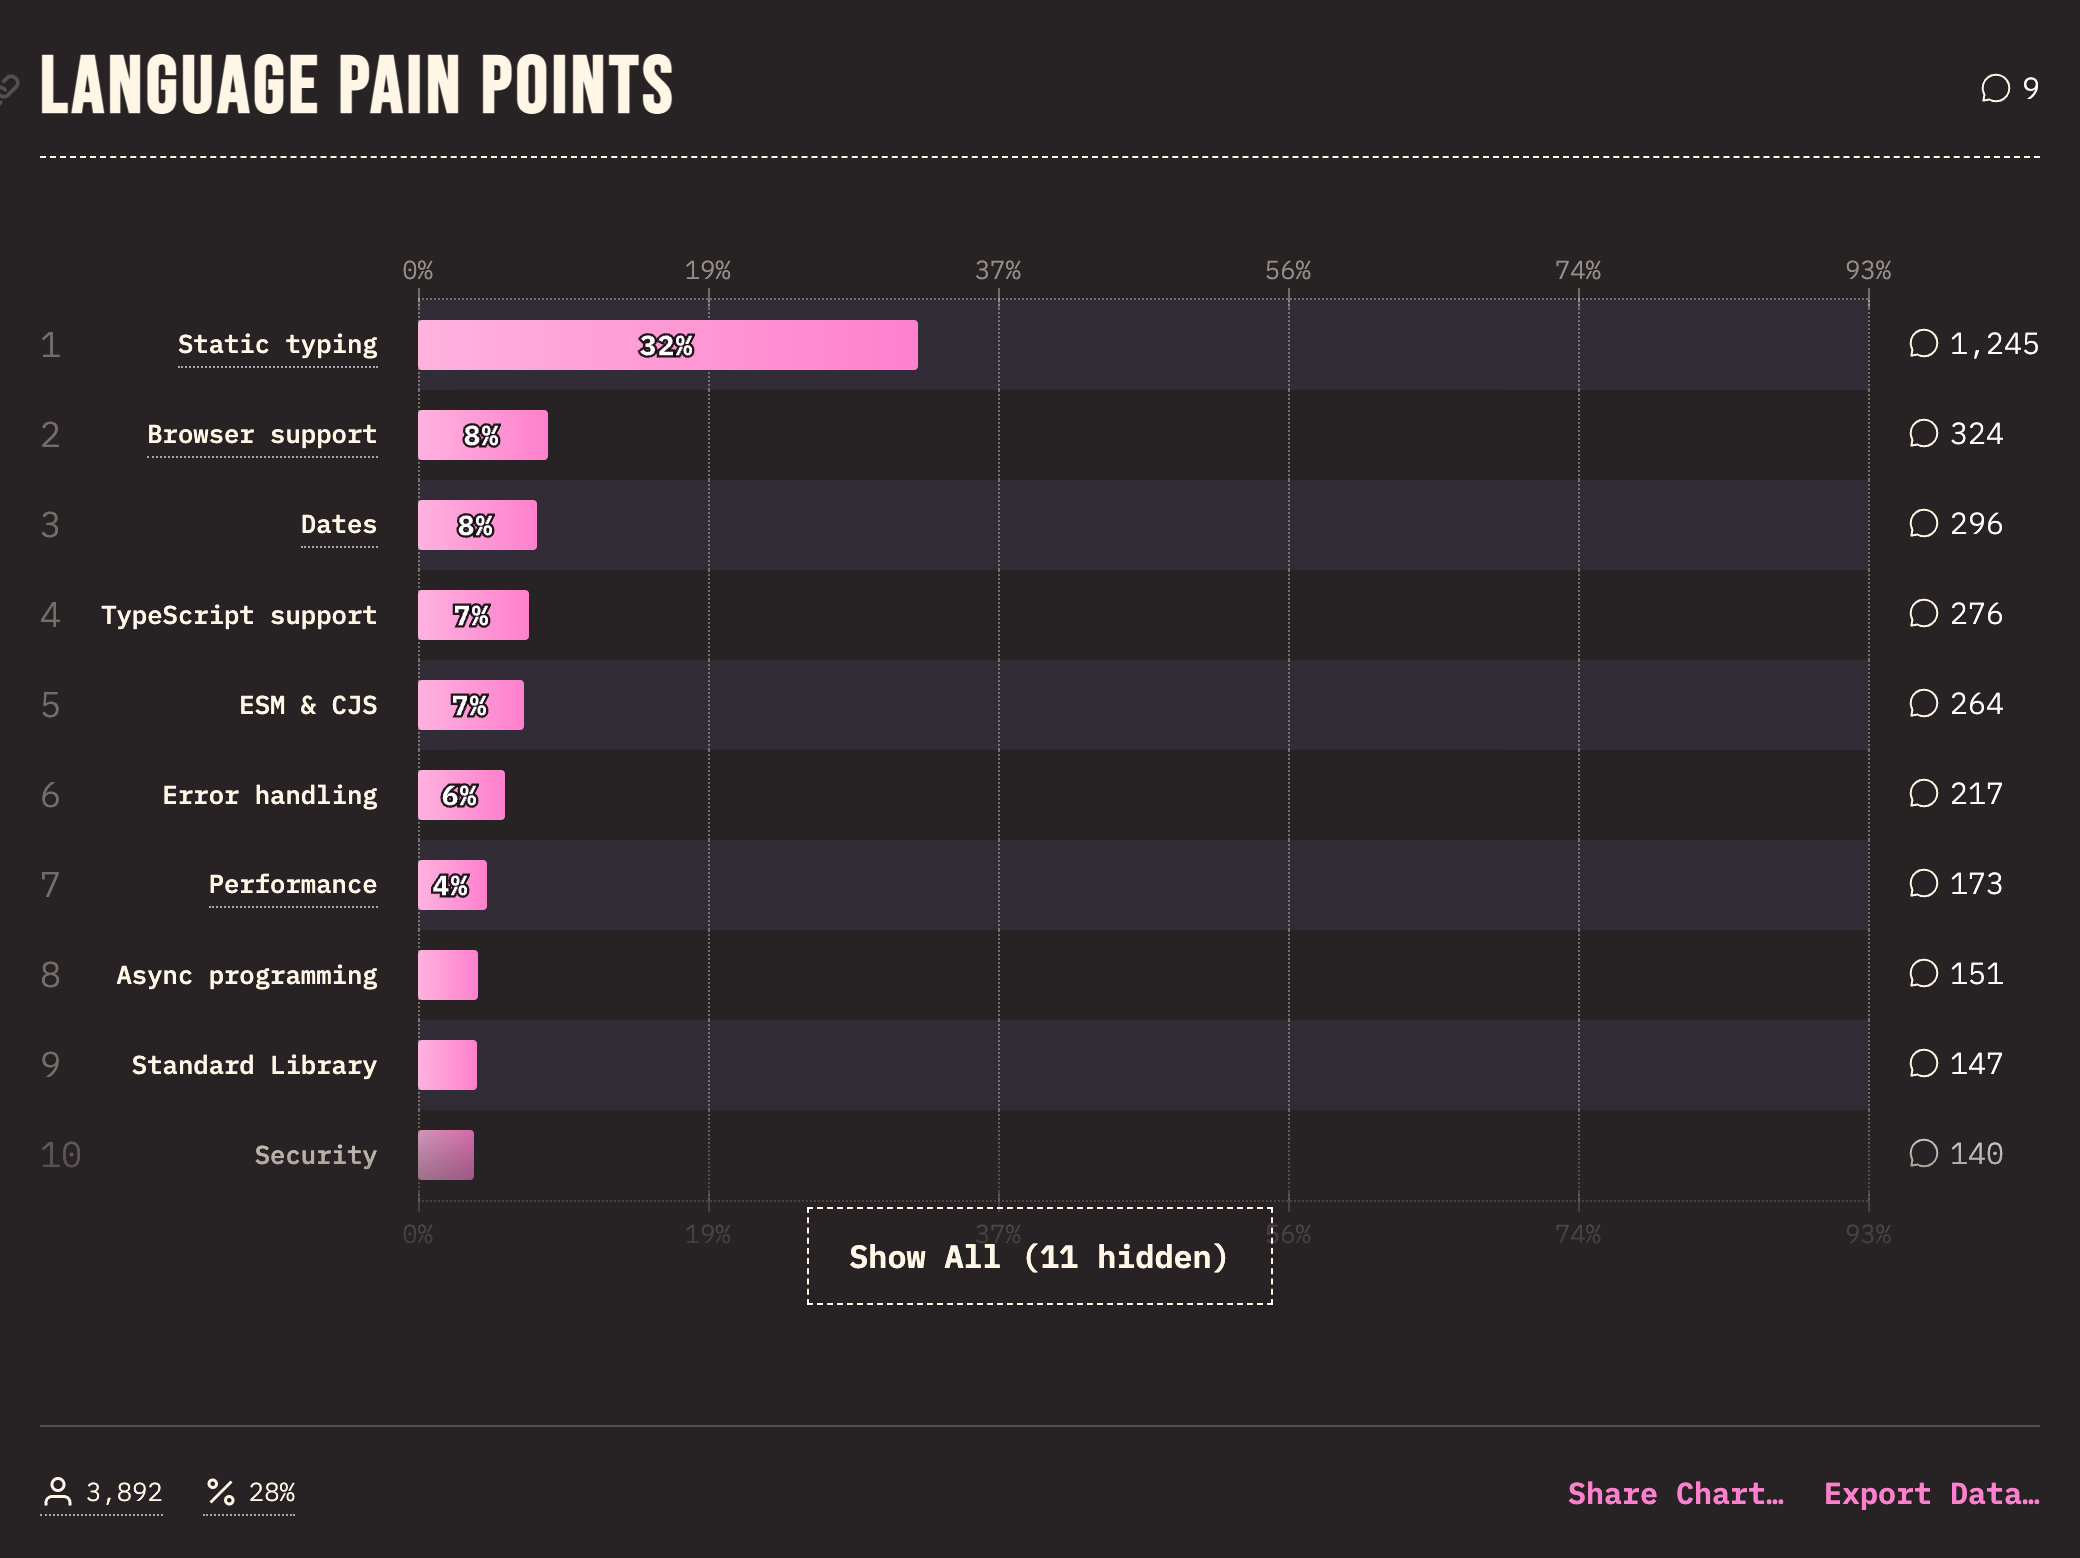 LANGUAGE PAIN POINTS 9
0% 19% 37% 56% 74% 93%
1 Static typing 32% 1,245
2 Browser support 8% 324
3 Dates 8% 296
4 TypeScript support 7% 276
5 ESM & CJS 7% 264
6 Error handling 6% 217
7 Performance 4% 173
8 Async programming 151
9 Standard Library 147
10 Security 140
0% 19% 37% 56% 74% 93%
Show All (11 hidden)
3,892 % 28% Share Chart… Export Data…